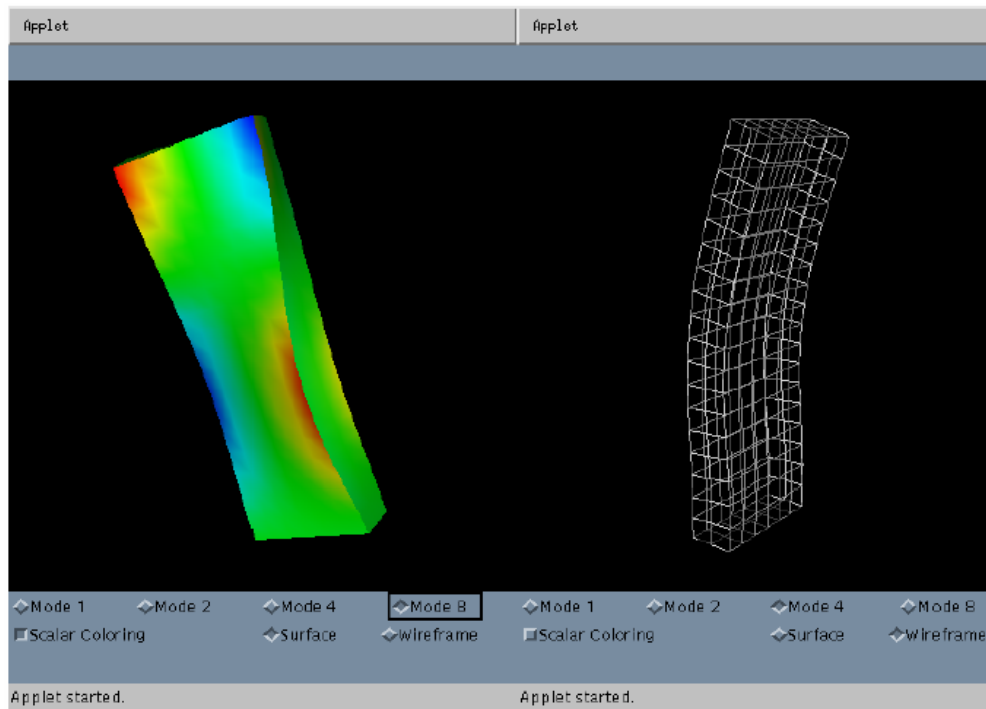 Applet
Applet
Mode 1 Mode 2 Mode 4 Mode 8
Scalar Coloring Surface Wireframe
Applet started.
Mode 1 Mode 2 Mode 4 Mode 8
Scalar Coloring Surface Wireframe
Applet started.